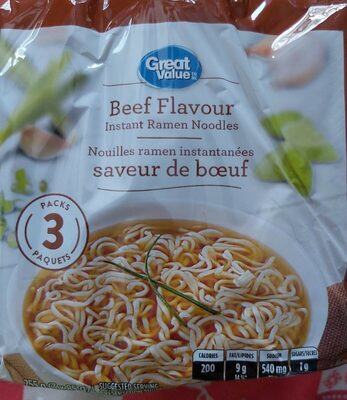 Great
Value
Beef Flavour
Instant Ramen Noodles
Nouilles ramen instantanées
saveur de bœuf
PACKS
3
PAQUETS
CALORIES FAT/LIPIDES SODIUM SUGARS/SUCRES
200 9 g 540 mg 1 g
SUGGESTED SERVING